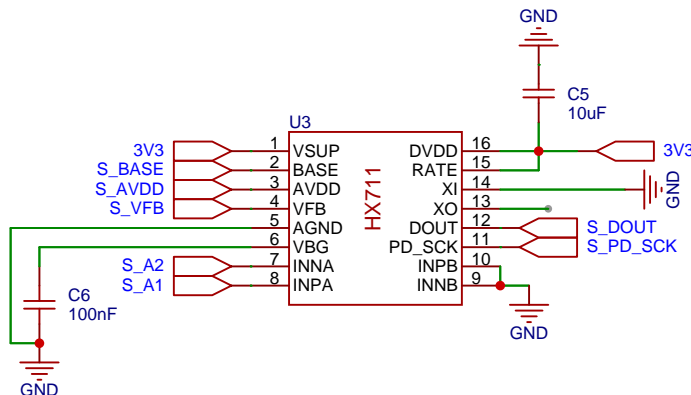 GND
C5
10uF
U3
3V3
1
VSUP
DVDD
16
3V3
S_BASE
2
BASE
RATE
15
S_AVDD
3
AVDD
XI
14
GND
S_VFB
4
VFB
XO
13
5
AGND
DOUT
12
S_DOUT
6
VBG
PD_SCK
11
S_PD_SCK
S_A2
7
INNA
INPB
10
S_A1
8
INPA
INNB
9
HX711
C6
100nF
GND
GND